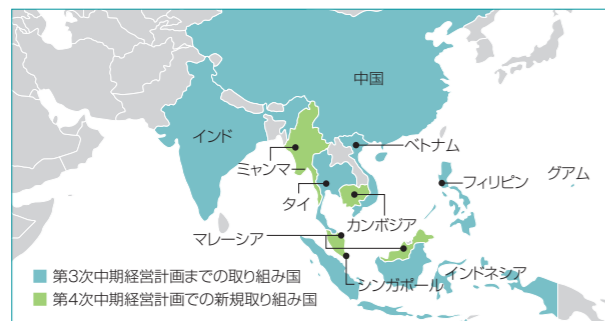 中国
インド
ベトナム
ミャンマー
フィリピン
グアム
タイ
カンボジア
マレーシア
インドネシア
シンガポール
第3次中期経営計画までの取り組み国
第4次中期経営計画での新規取り組み国